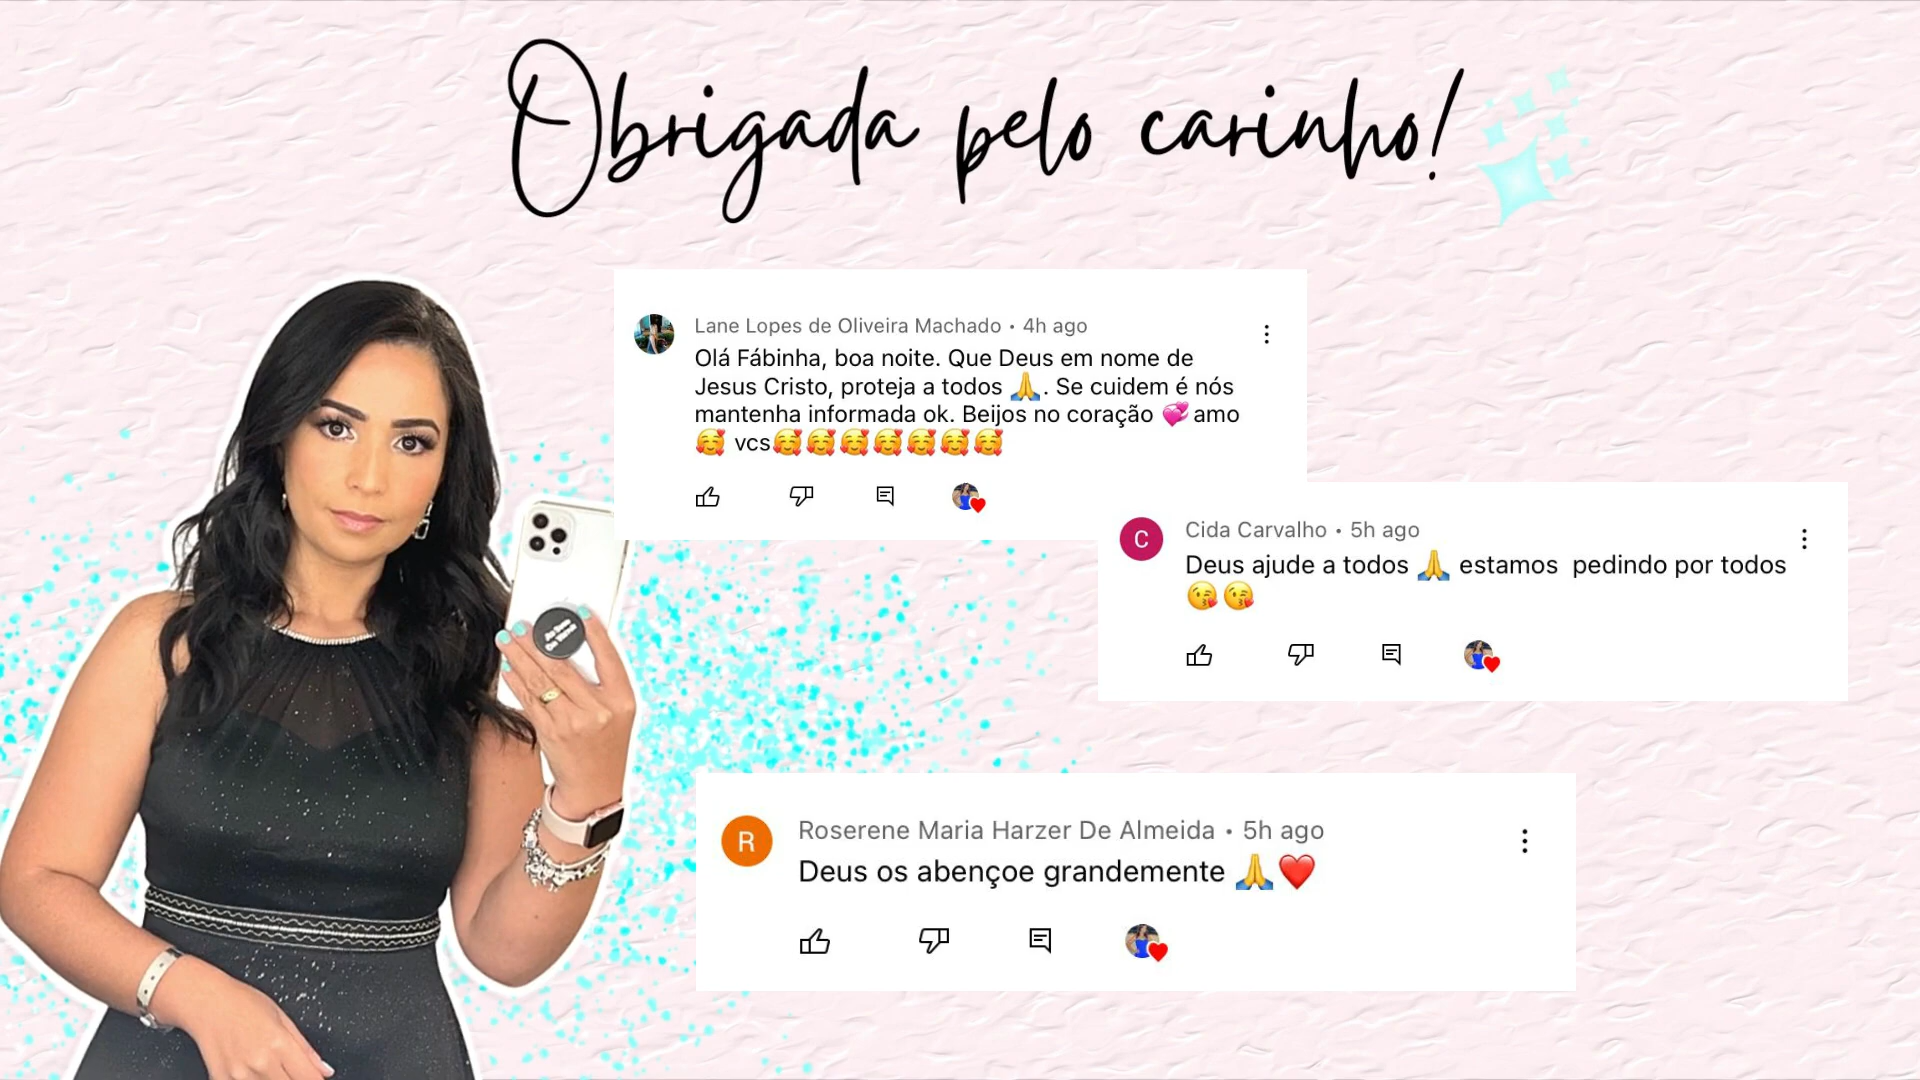 Obrigada pelo carinho!
Lane Lopes de Oliveira Machado • 4h ago
Olá Fábinha, boa noite. Que Deus em nome de
Jesus Cristo, proteja a todos 🙏. Se cuidem é nós
mantenha informada ok. Beijos no coração 💞 amo
🥰 vcs🥰🥰🥰🥰🥰🥰🥰
C
Cida Carvalho • 5h ago
Deus ajude a todos 🙏 estamos  pedindo por todos
😘😘
R
Roserene Maria Harzer De Almeida • 5h ago
Deus os abençoe grandemente 🙏❤️